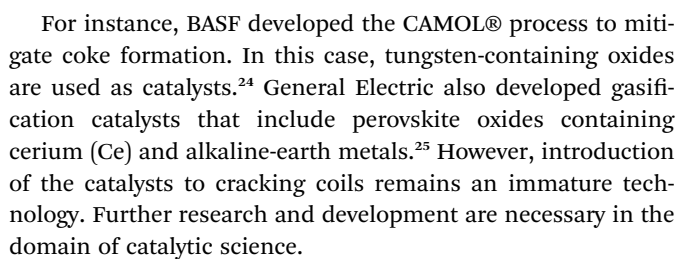 For instance, BASF developed the CAMOL® process to miti-
gate coke formation. In this case, tungsten-containing oxides
are used as catalysts.²⁴ General Electric also developed gasifi-
cation catalysts that include perovskite oxides containing
cerium (Ce) and alkaline-earth metals.²⁵ However, introduction
of the catalysts to cracking coils remains an immature tech-
nology. Further research and development are necessary in the
domain of catalytic science.